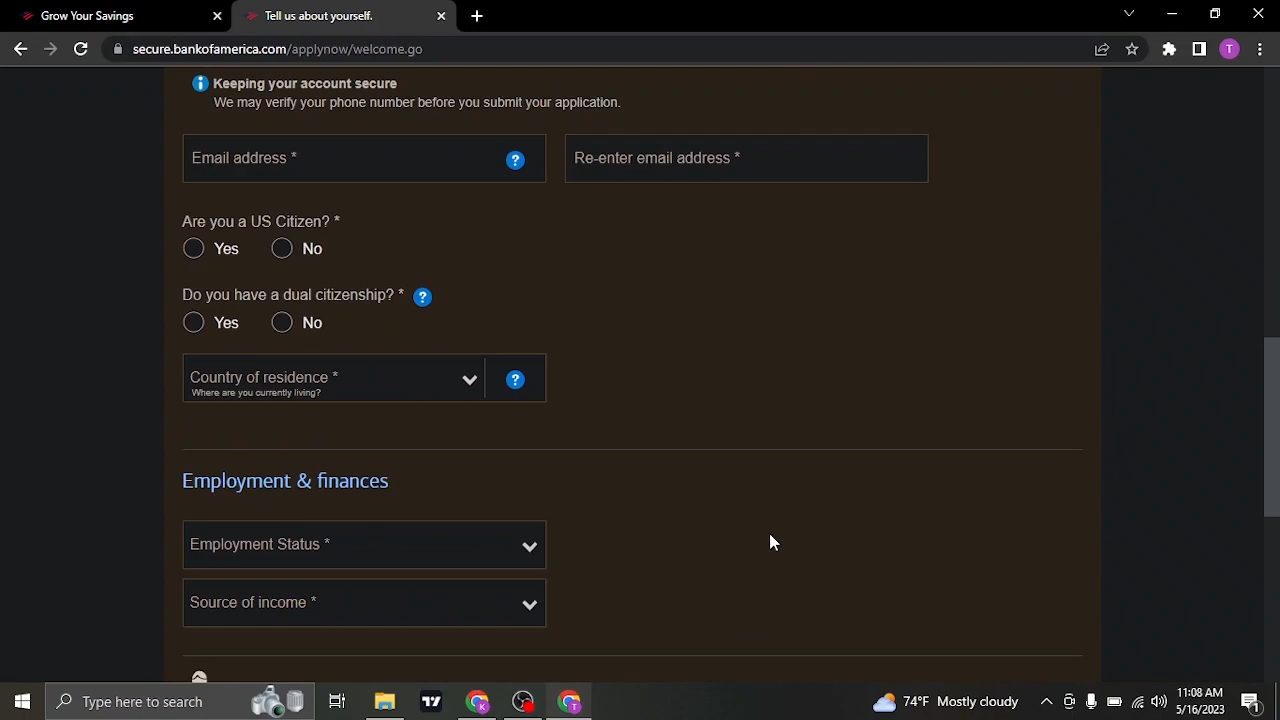 Grow Your Savings
Tell us about yourself.
secure.bankofamerica.com/applynow/welcome.go
T
Keeping your account secure
We may verify your phone number before you submit your application.
Email address *
?
Re-enter email address *
Are you a US Citizen? *
Yes
No
Do you have a dual citizenship? *
?
Yes
No
Country of residence *
Where are you currently living?
?
Employment & finances
Employment Status *
Source of income *
Type here to search
K
T
74°F Mostly cloudy
11:08 AM
5/16/2023
1